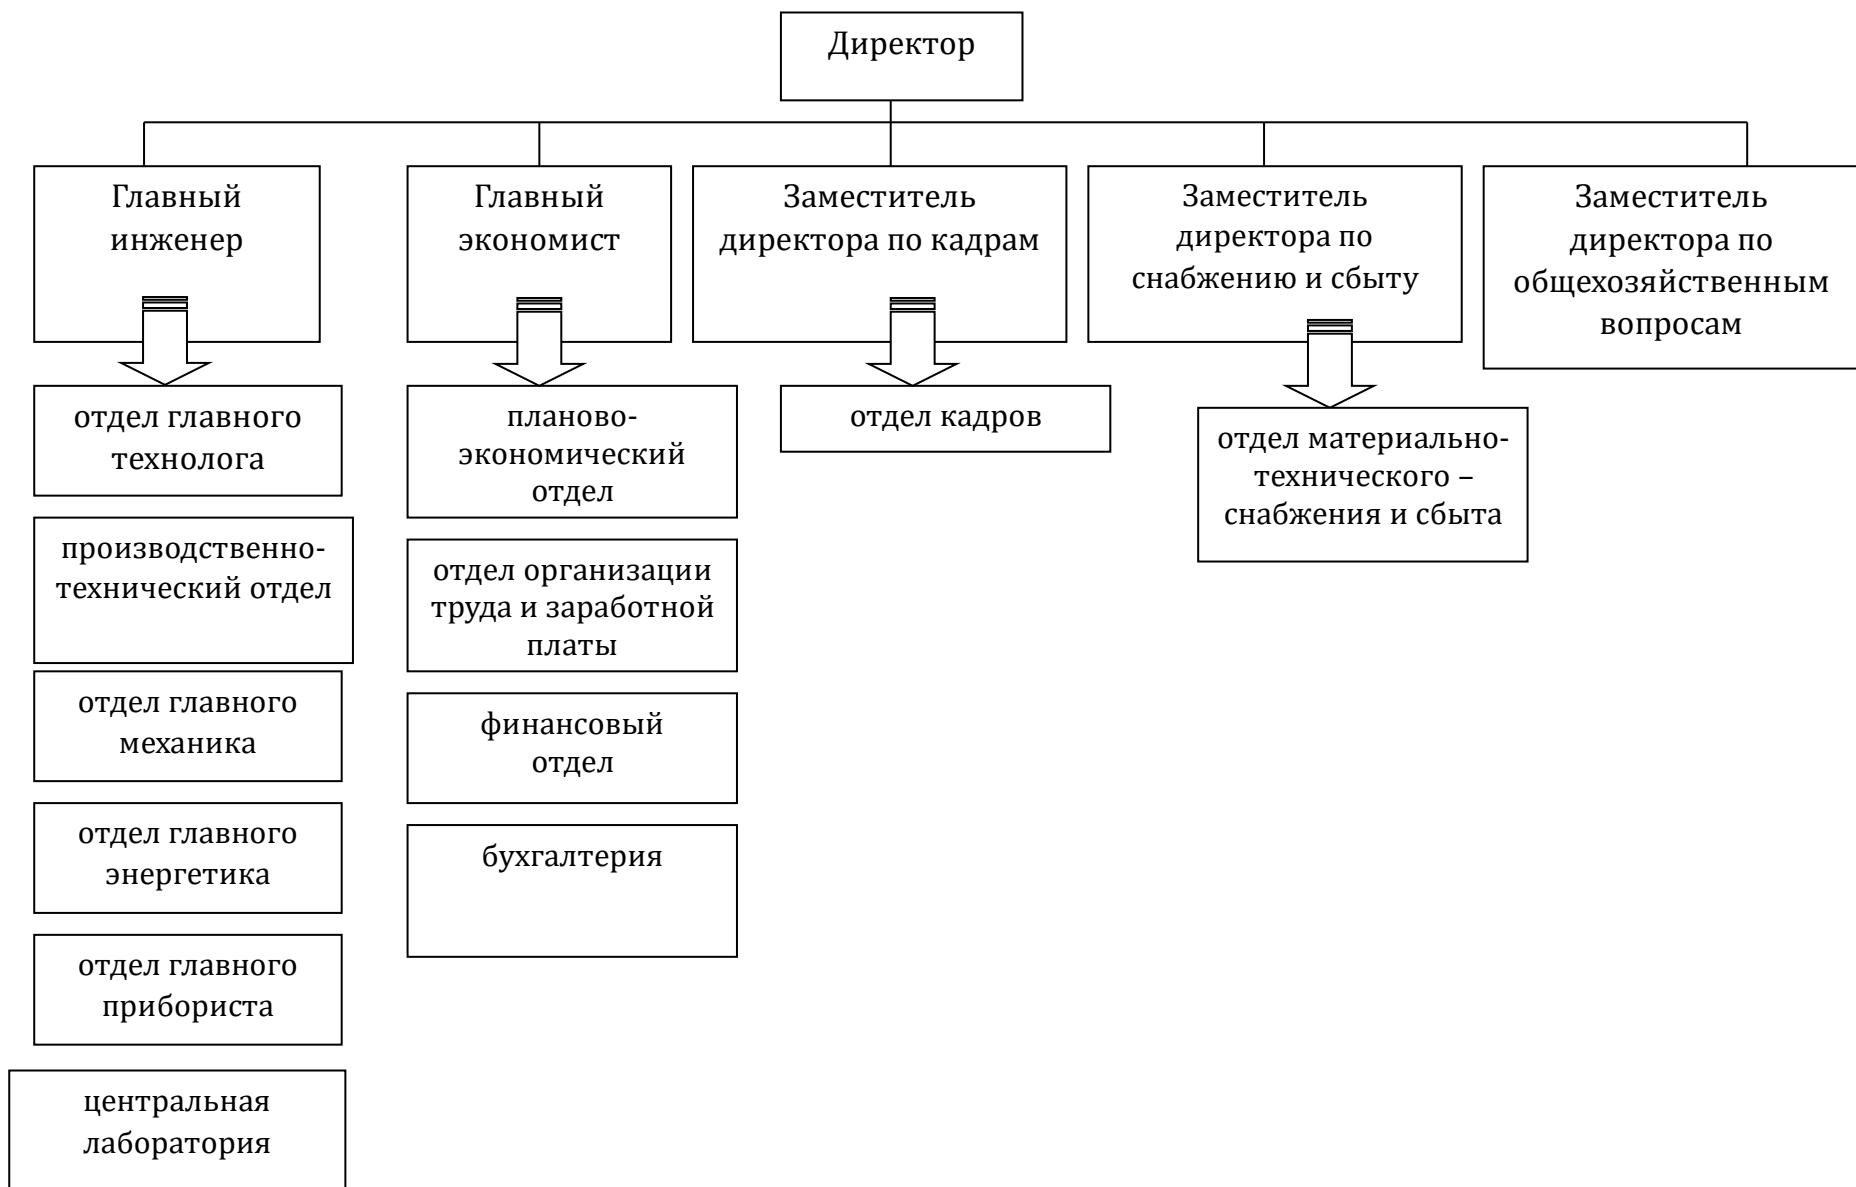 Директор
Главный
инженер
Главный
экономист
Заместитель
директора по кадрам
Заместитель
директора по
снабжению и сбыту
Заместитель
директора по
общехозяйственным
вопросам
отдел главного
технолога
производственно-
технический отдел
отдел главного
механика
отдел главного
энергетика
отдел главного
прибориста
центральная
лаборатория
планово-
экономический
отдел
отдел организации
труда и заработной
платы
финансовый
отдел
бухгалтерия
отдел кадров
отдел материально-
технического –
снабжения и сбыта